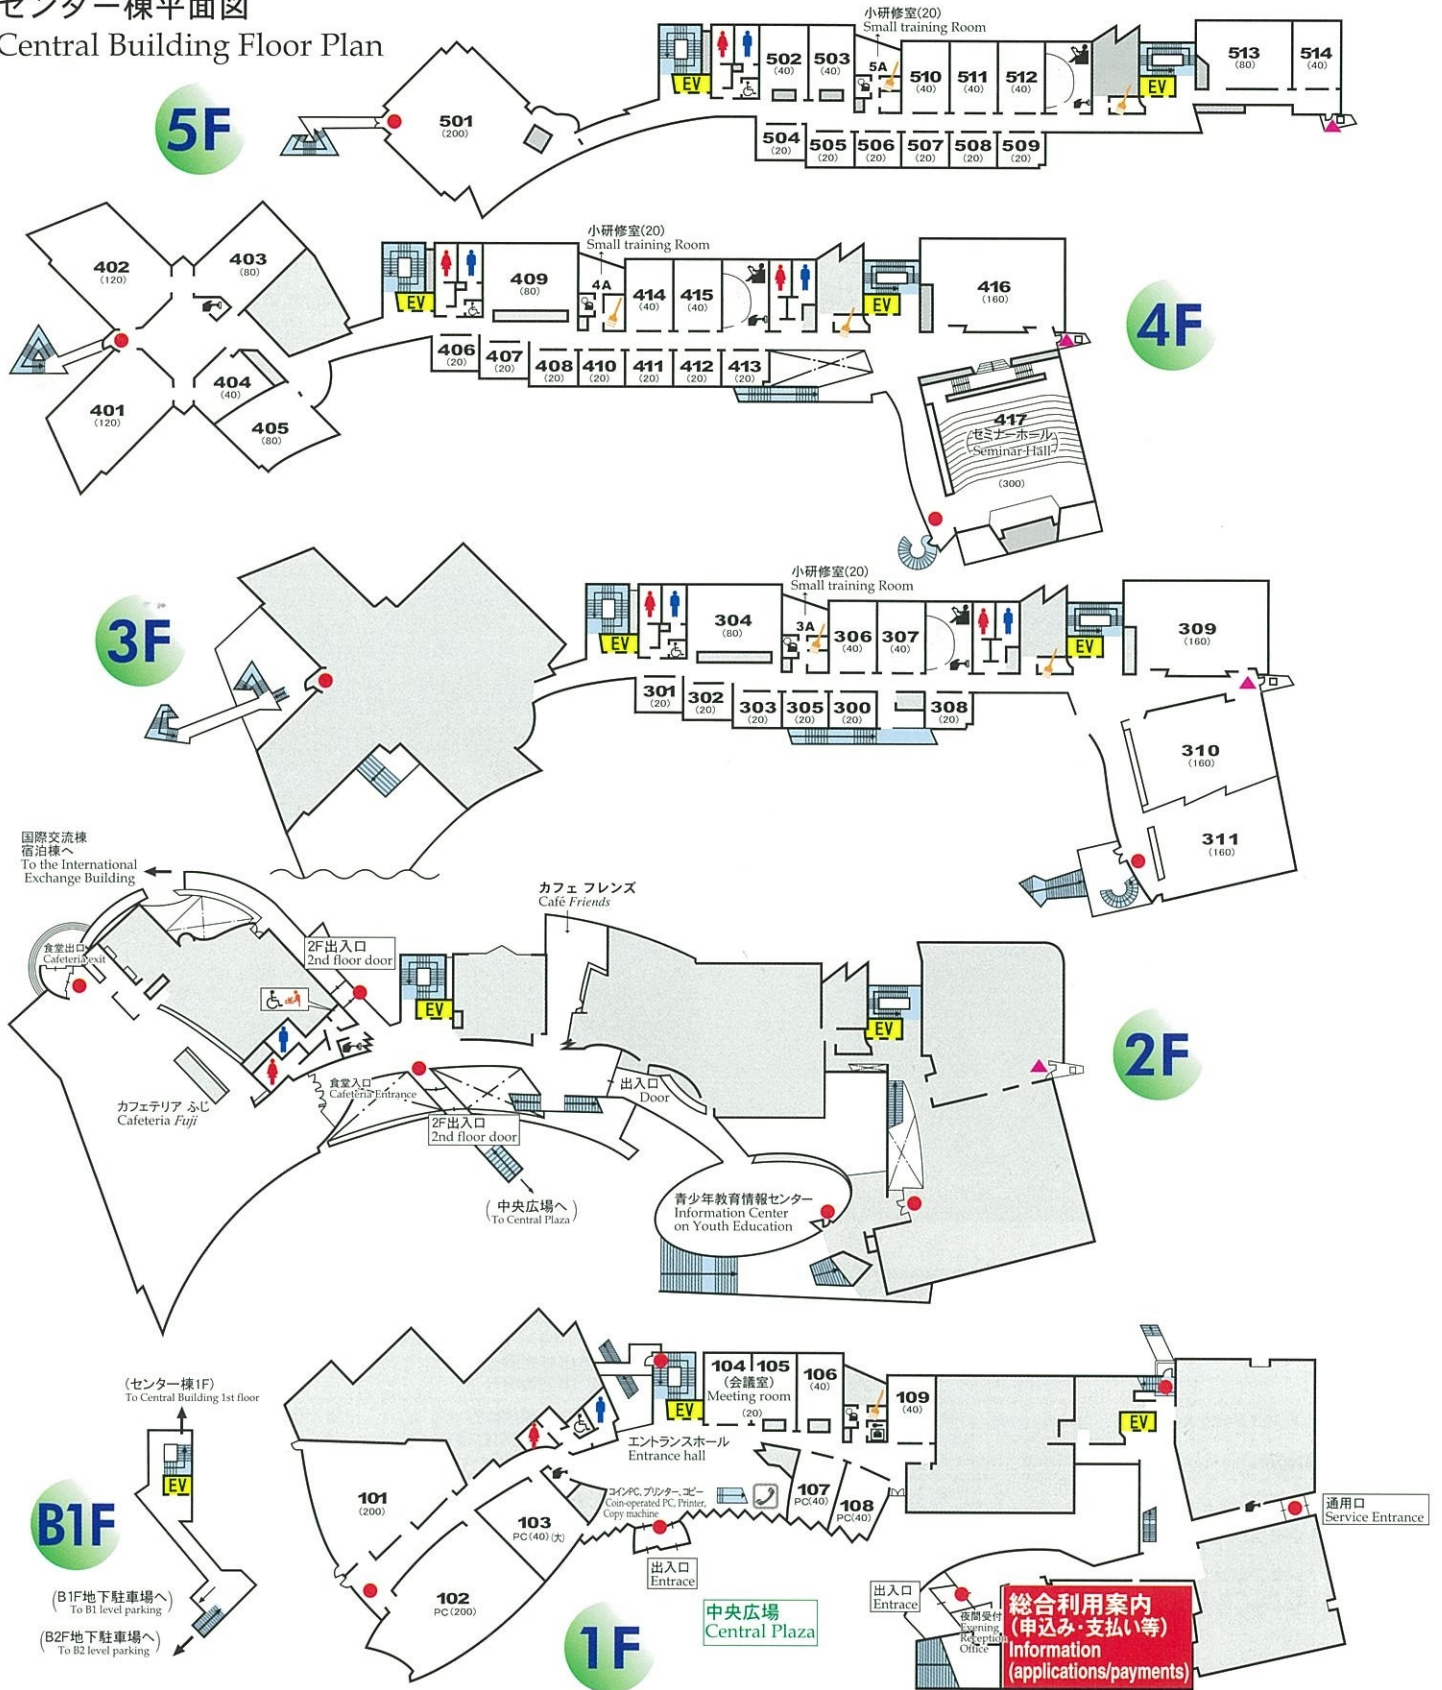 センター棟平面図
Central Building Floor Plan
5F
501
(200)
EV
502
(40)
503
(40)
小研修室(20)
Small training Room
5A
510
(40)
511
(40)
512
(40)
EV
513
(80)
514
(40)
504
(20)
505
(20)
506
(20)
507
(20)
508
(20)
509
(20)
4F
402
(120)
403
(80)
401
(120)
404
(40)
405
(80)
EV
409
(80)
小研修室(20)
Small training Room
4A
414
(40)
415
(40)
EV
416
(160)
406
(20)
407
(20)
408
(20)
410
(20)
411
(20)
412
(20)
413
(20)
417
セミナーホール
Seminar Hall
(300)
3F
EV
304
(80)
小研修室(20)
Small training Room
3A
306
(40)
307
(40)
EV
309
(160)
301
(20)
302
(20)
303
(20)
305
(20)
300
(20)
308
(20)
310
(160)
311
(160)
2F
国際交流棟
宿泊棟へ
To the International
Exchange Building
食堂出口
Cafeteria exit
2F出入口
2nd floor door
EV
カフェ フレンズ
Café Friends
EV
カフェテリア ふじ
Cafeteria Fuji
食堂入口
Cafeteria Entrance
2F出入口
2nd floor door
出入口
Door
(中央広場へ)
To Central Plaza
青少年教育情報センター
Information Center
on Youth Education
1F
101
(200)
102
PC(200)
103
PC(40)(大)
EV
104
105
(会議室)
Meeting room
(20)
106
(40)
109
(40)
エントランスホール
Entrance hall
コインPC, プリンター, コピー
Coin-operated PC, Printer,
Copy machine
107
PC(40)
108
PC(40)
EV
出入口
Entrace
中央広場
Central Plaza
出入口
Entrace
夜間受付
Evening
Reception
Office
総合利用案内
(申込み・支払い等)
Information
(applications/payments)
通用口
Service Entrance
B1F
(センター棟1F)
To Central Building 1st floor
EV
(B1F地下駐車場へ)
To B1 level parking
(B2F地下駐車場へ)
To B2 level parking